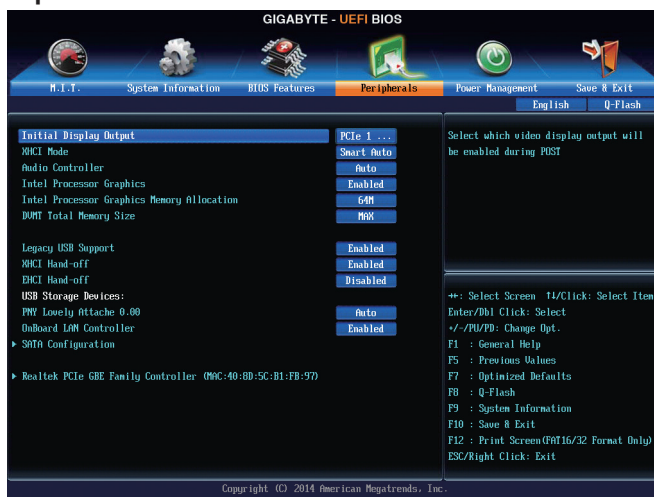 GIGABYTE - UEFI BIOS
M.I.T. System Information BIOS Features Peripherals Power Management Save & Exit
English Q-Flash
Initial Display Output PCIe 1 ...
XHCI Mode Smart Auto
Audio Controller Auto
Intel Processor Graphics Enabled
Intel Processor Graphics Memory Allocation 64M
DVMT Total Memory Size MAX
Legacy USB Support Enabled
XHCI Hand-off Enabled
EHCI Hand-off Disabled
USB Storage Devices:
PNY Lovely Attache 0.00 Auto
OnBoard LAN Controller Enabled
SATA Configuration
Realtek PCIe GBE Family Controller (MAC:40:8D:5C:B1:FB:97)
Select which video display output will
be enabled during POST
→←: Select Screen ↑↓/Click: Select Item
Enter/Dbl Click: Select
+/-/PU/PD: Change Opt.
F1 : General Help
F5 : Previous Values
F7 : Optimized Defaults
F8 : Q-Flash
F9 : System Information
F10 : Save & Exit
F12 : Print Screen(FAT16/32 Format Only)
ESC/Right Click: Exit
Copyright (C) 2014 American Megatrends, Inc.